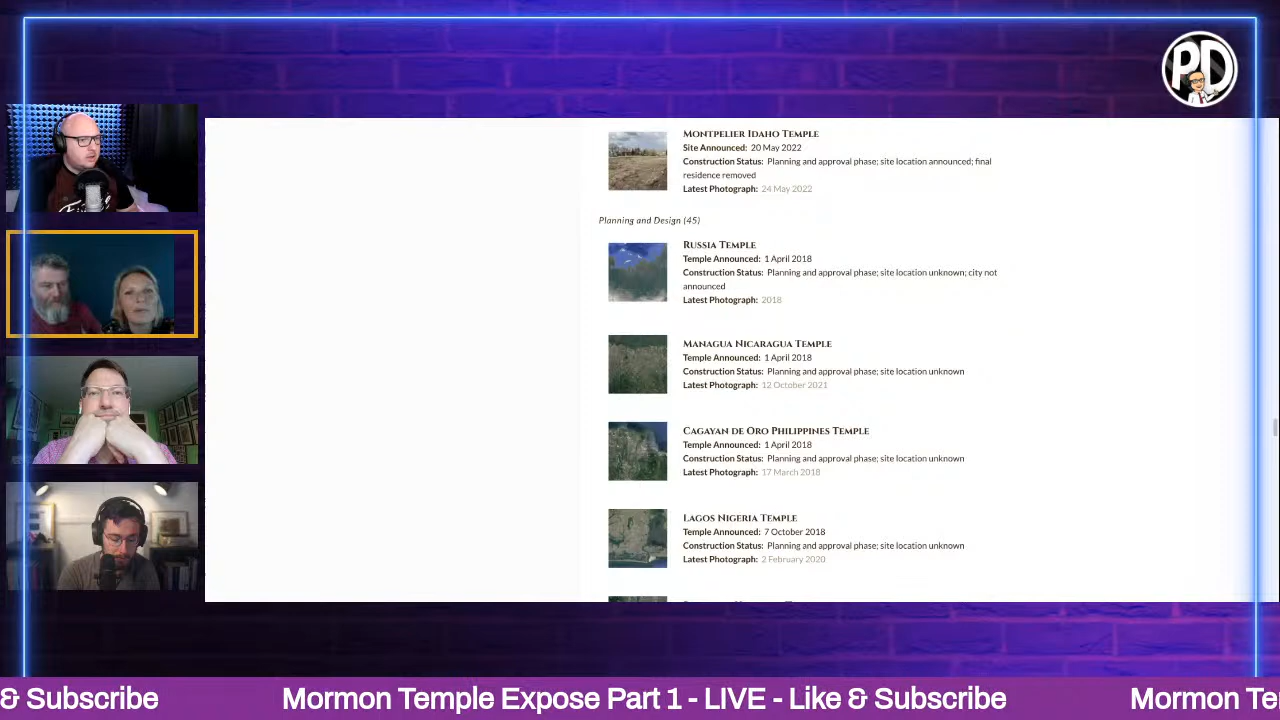 PD
Montpelier Idaho Temple
Site Announced: 20 May 2022
Construction Status: Planning and approval phase; site location announced; final
residence removed
Latest Photograph: 24 May 2022
Planning and Design (45)
Russia Temple
Temple Announced: 1 April 2018
Construction Status: Planning and approval phase; site location unknown; city not
announced
Latest Photograph: 2018
Managua Nicaragua Temple
Temple Announced: 1 April 2018
Construction Status: Planning and approval phase; site location unknown
Latest Photograph: 12 October 2021
Cagayan de Oro Philippines Temple
Temple Announced: 1 April 2018
Construction Status: Planning and approval phase; site location unknown
Latest Photograph: 17 March 2018
Lagos Nigeria Temple
Temple Announced: 7 October 2018
Construction Status: Planning and approval phase; site location unknown
Latest Photograph: 2 February 2020
& Subscribe Mormon Temple Expose Part 1 - LIVE - Like & Subscribe Mormon Te